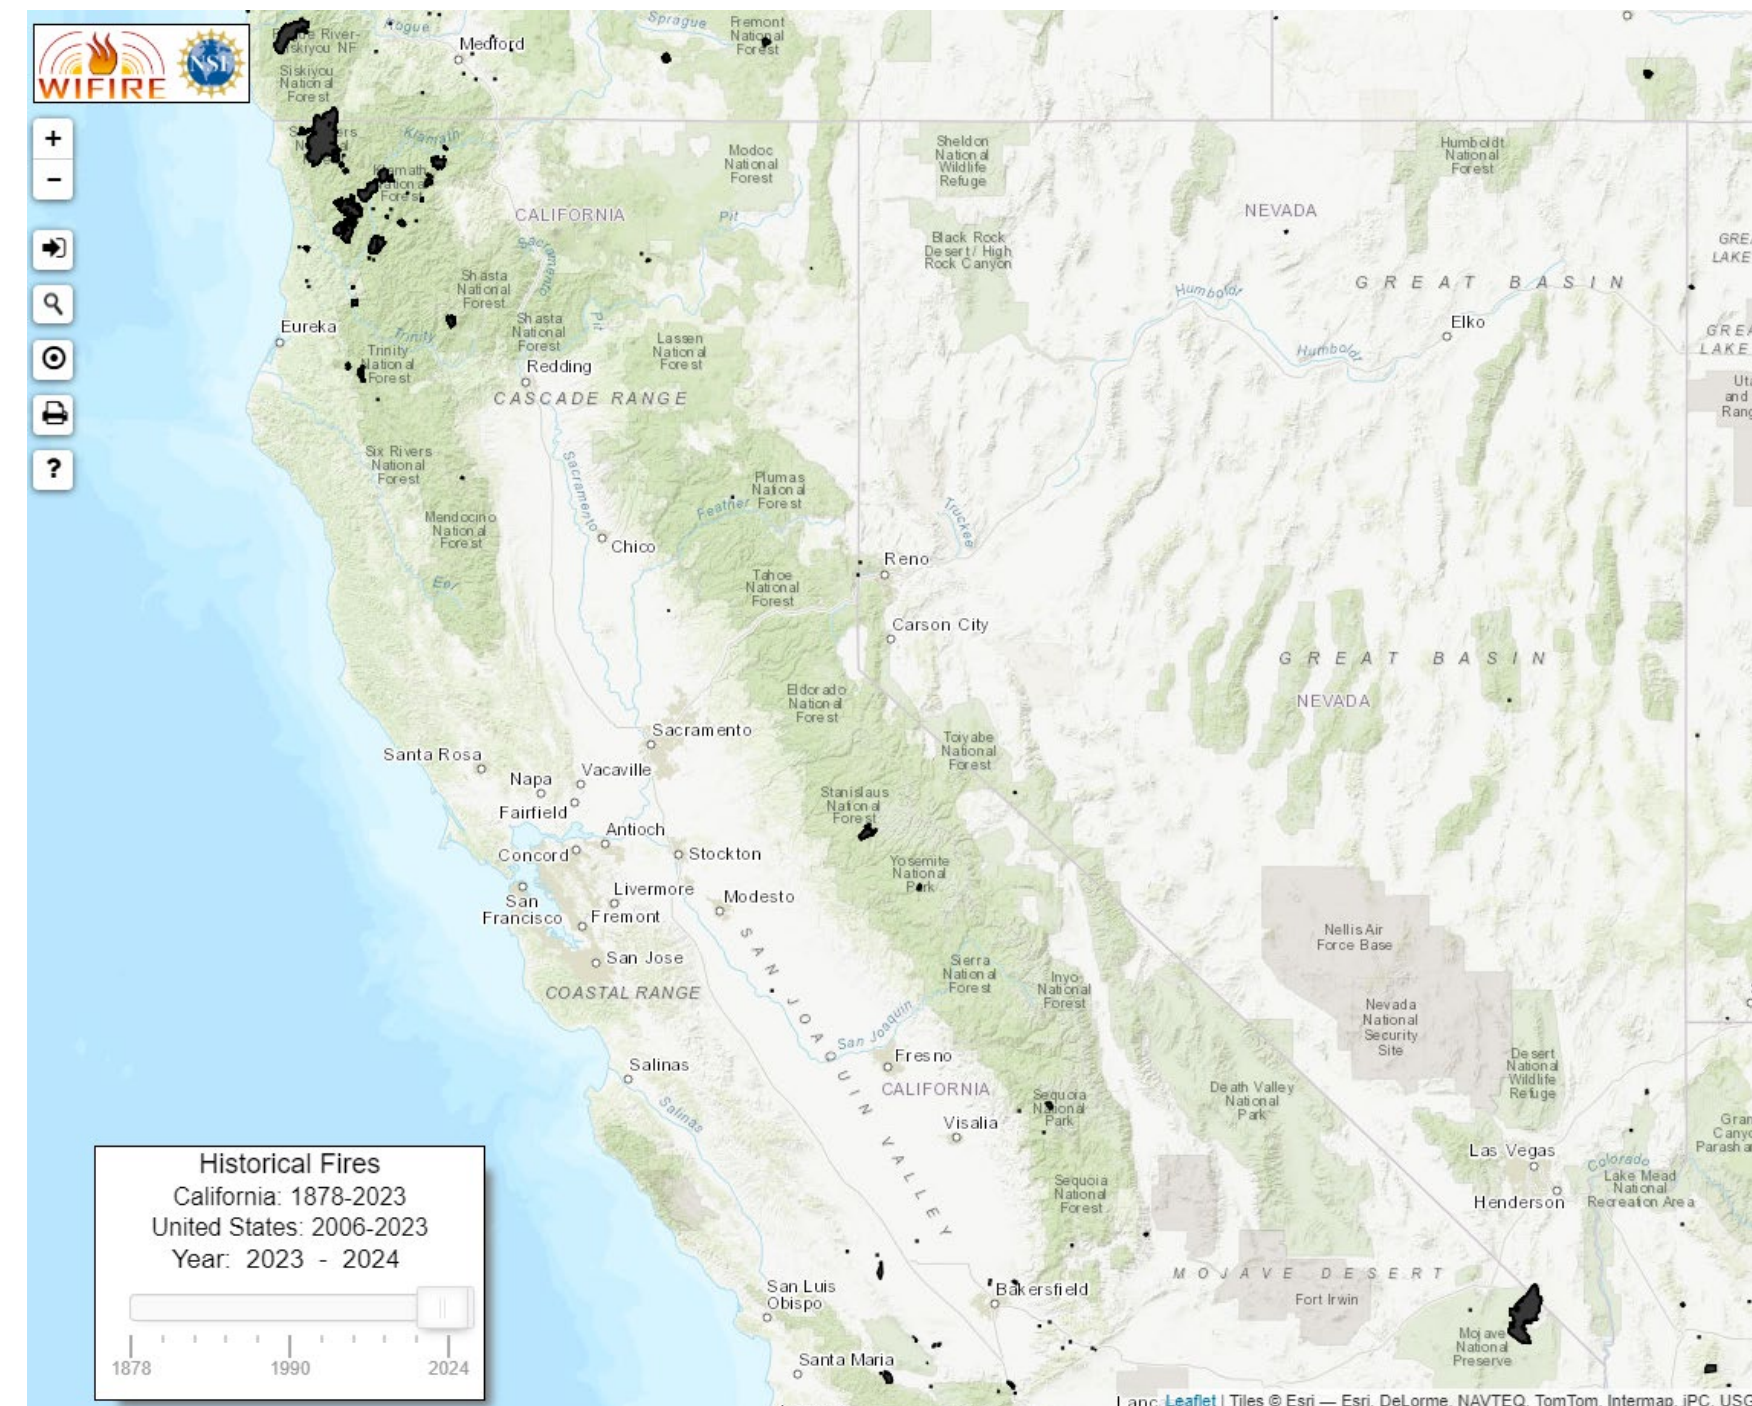 WIFIRE
NSF
+
−
?
Rogue
Medford
Sprague
Fremont
National
Forest
Siskiyou
National
Forest
Klamath
Klamath
National
Forest
CALIFORNIA
Modoc
National
Forest
Pit
Sheldon
National
Wildlife
Refuge
Black Rock
Desert / High
Rock Canyon
Humboldt
National
Forest
NEVADA
GREAT BASIN
Humboldt
Humboldt
Elko
Sacramento
Shasta
National
Forest
Shasta
National
Forest
Pit
Lassen
National
Forest
Eureka
Trinity
Trinity
National
Forest
Redding
CASCADE RANGE
Six Rivers
National
Forest
Mendocino
National
Forest
Eel
Sacramento
Chico
Feather
Plumas
National
Forest
Tahoe
National
Forest
Truckee
Reno
Carson City
GREAT BASIN
NEVADA
Eldorado
National
Forest
Toiyabe
National
Forest
Sacramento
Santa Rosa
Napa
Vacaville
Fairfield
Antioch
Concord
Stockton
Stanislaus
National
Forest
Yosemite
National
Park
Livermore
Modesto
San
Francisco
Fremont
San Jose
COASTAL RANGE
SAN JOAQUIN VALLEY
San Joaquin
Sierra
National
Forest
Inyo
National
Forest
Nellis Air
Force Base
Nevada
National
Security
Site
Desert
National
Wildlife
Refuge
Salinas
Salinas
Fresno
CALIFORNIA
Visalia
Sequoia
National
Park
Death Valley
National
Park
Las Vegas
Henderson
Colorado
Lake Mead
National
Recreation Area
Sequoia
National
Forest
MOJAVE DESERT
Fort Irwin
Mojave
National
Preserve
San Luis
Obispo
Bakersfield
Santa Maria
Historical Fires
California: 1878-2023
United States: 2006-2023
Year: 2023 - 2024
1878
1990
2024
Leaflet | Tiles © Esri — Esri, DeLorme, NAVTEQ, TomTom, Intermap, iPC, USG